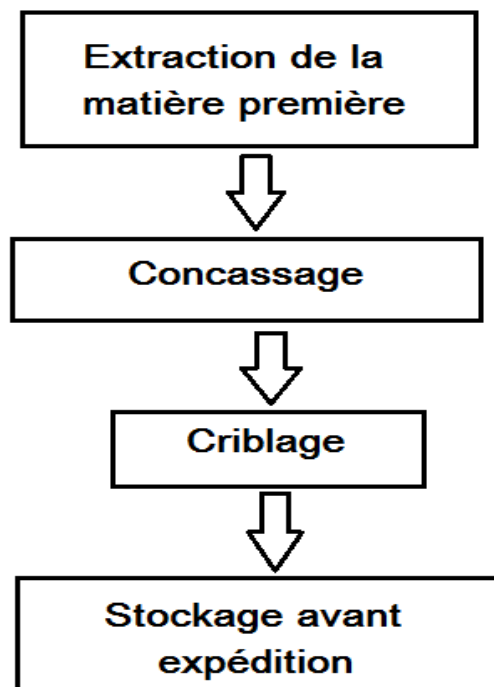 Extraction de la
matière première
Concassage
Criblage
Stockage avant
expédition